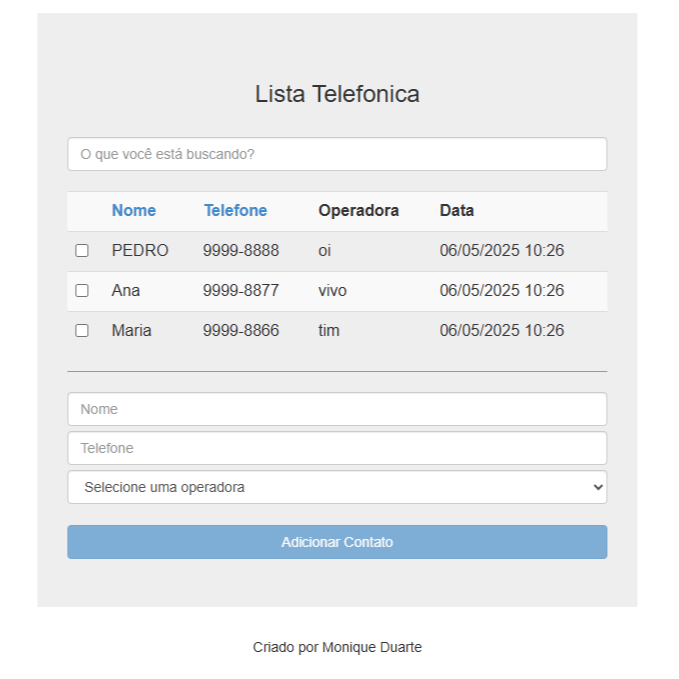 Lista Telefonica
O que você está buscando?
Nome Telefone Operadora Data
PEDRO 9999-8888 oi 06/05/2025 10:26
Ana 9999-8877 vivo 06/05/2025 10:26
Maria 9999-8866 tim 06/05/2025 10:26
Nome
Telefone
Selecione uma operadora
Adicionar Contato
Criado por Monique Duarte